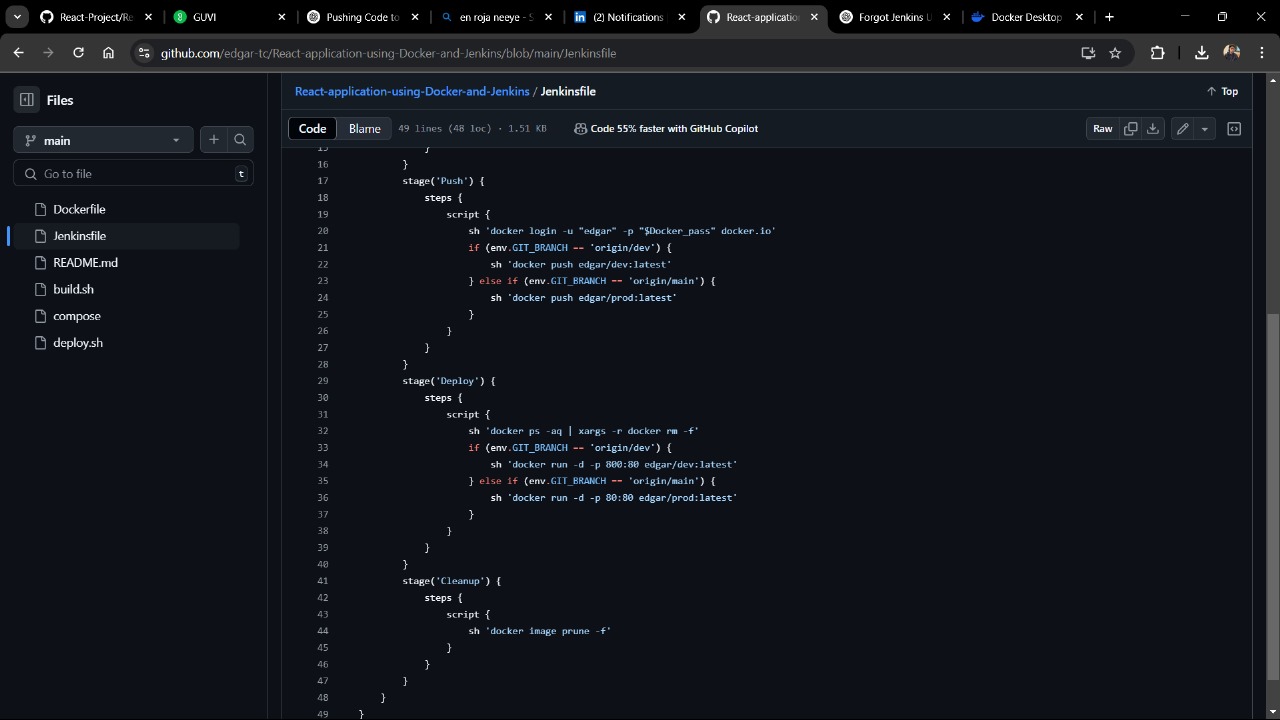 React-Project/Re
GUVI
Pushing Code to
en roja neeye - S
(2) Notifications
React-application
Forgot Jenkins U
Docker Desktop
github.com/edgar-tc/React-application-using-Docker-and-Jenkins/blob/main/Jenkinsfile
Files
React-application-using-Docker-and-Jenkins / Jenkinsfile
Top
main
Code Blame 49 lines (48 loc) · 1.51 KB Code 55% faster with GitHub Copilot
Raw
Go to file t
Dockerfile
Jenkinsfile
README.md
build.sh
compose
deploy.sh
15 }
16 }
17 stage('Push') {
18 steps {
19 script {
20 sh 'docker login -u "edgar" -p "$Docker_pass" docker.io'
21 if (env.GIT_BRANCH == 'origin/dev') {
22 sh 'docker push edgar/dev:latest'
23 } else if (env.GIT_BRANCH == 'origin/main') {
24 sh 'docker push edgar/prod:latest'
25 }
26 }
27 }
28 }
29 stage('Deploy') {
30 steps {
31 script {
32 sh 'docker ps -aq | xargs -r docker rm -f'
33 if (env.GIT_BRANCH == 'origin/dev') {
34 sh 'docker run -d -p 800:80 edgar/dev:latest'
35 } else if (env.GIT_BRANCH == 'origin/main') {
36 sh 'docker run -d -p 80:80 edgar/prod:latest'
37 }
38 }
39 }
40 }
41 stage('Cleanup') {
42 steps {
43 script {
44 sh 'docker image prune -f'
45 }
46 }
47 }
48 }
49 }